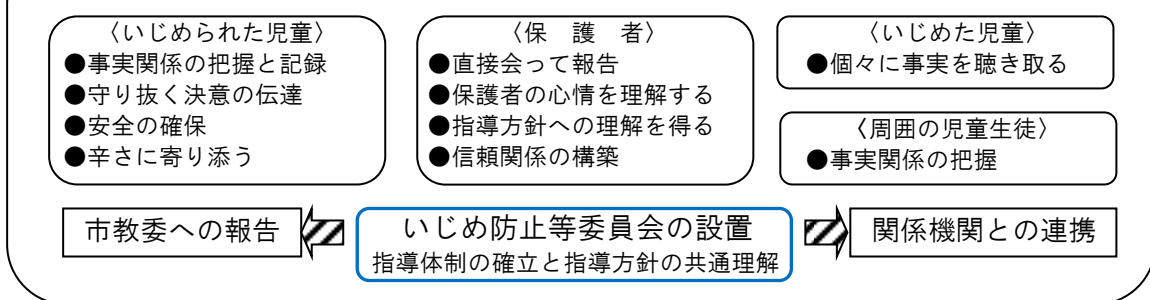 〈いじめられた児童〉
●事実関係の把握と記録
●守り抜く決意の伝達
●安全の確保
●辛さに寄り添う
〈保　護　者〉
●直接会って報告
●保護者の心情を理解する
●指導方針への理解を得る
●信頼関係の構築
〈いじめた児童〉
●個々に事実を聴き取る
〈周囲の児童生徒〉
●事実関係の把握
市教委への報告
いじめ防止等委員会の設置
指導体制の確立と指導方針の共通理解
関係機関との連携